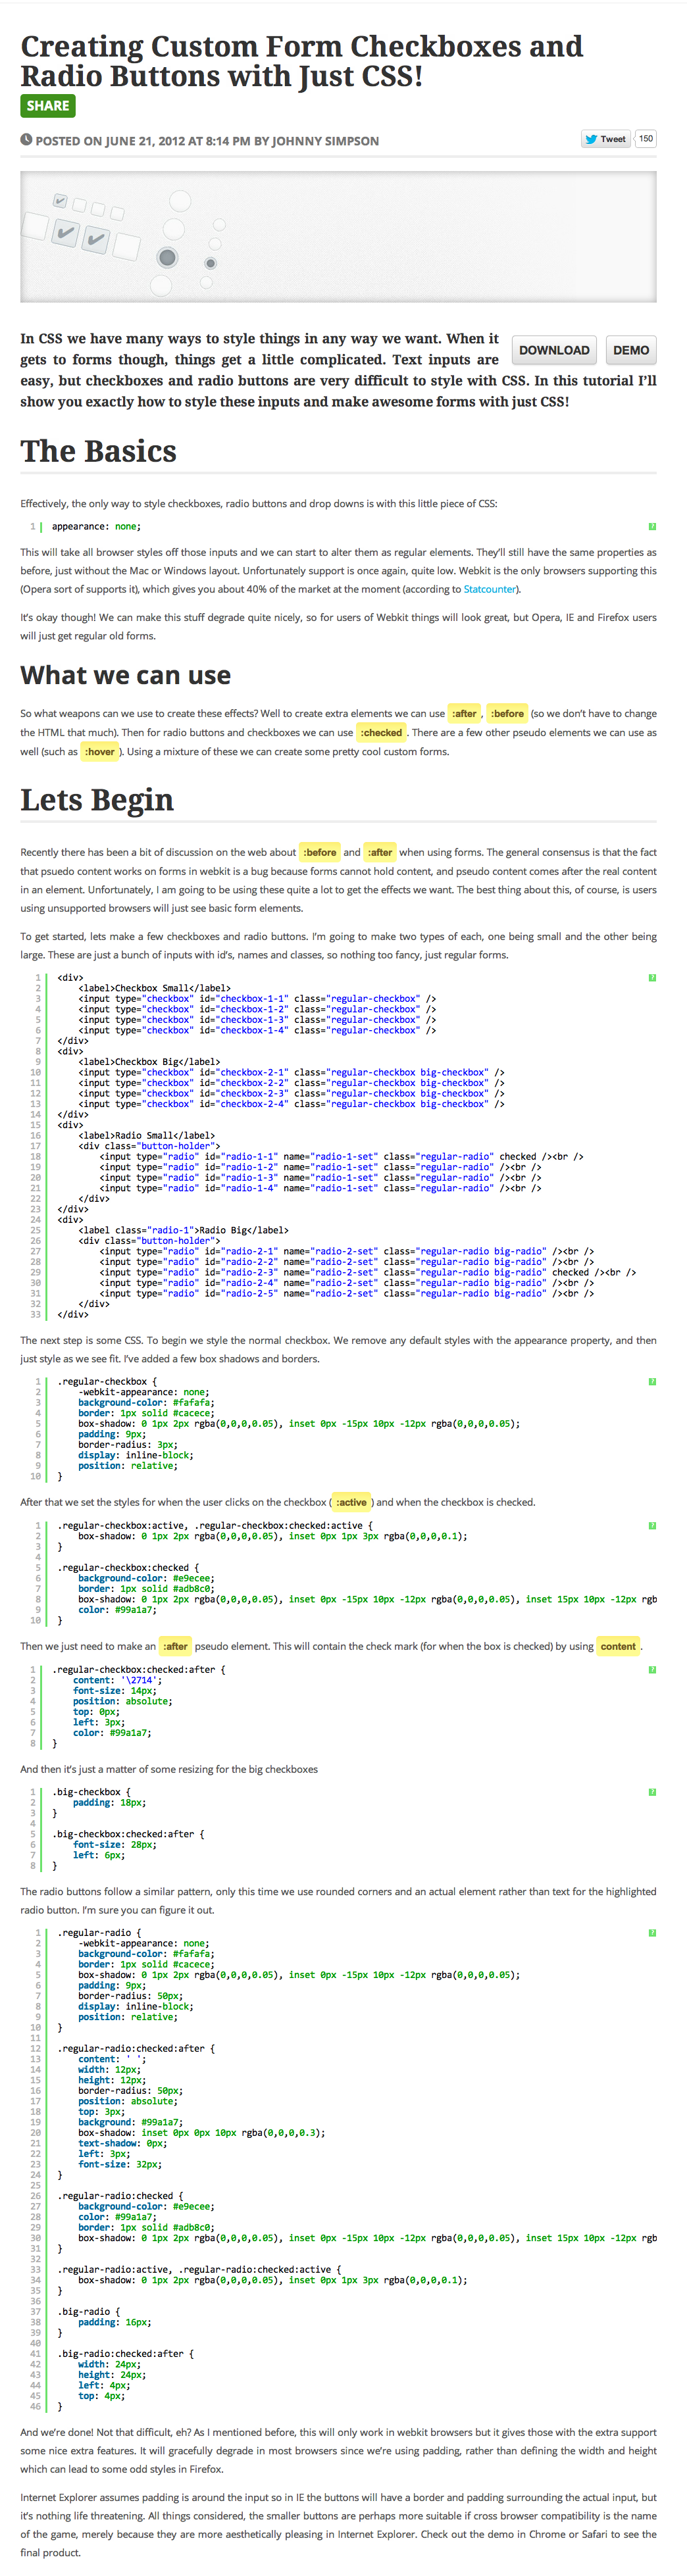 Creating Custom Form Checkboxes and
Radio Buttons with Just CSS!
SHARE
POSTED ON JUNE 21, 2012 AT 8:14 PM BY JOHNNY SIMPSON
Tweet 150
In CSS we have many ways to style things in any way we want. When it
DOWNLOAD DEMO
gets to forms though, things get a little complicated. Text inputs are
easy, but checkboxes and radio buttons are very difficult to style with CSS. In this tutorial I'll
show you exactly how to style these inputs and make awesome forms with just CSS!
The Basics
Effectively, the only way to style checkboxes, radio buttons and drop downs is with this little piece of CSS:
1 appearance: none; ?
This will take all browser styles off those inputs and we can start to alter them as regular elements. They'll still have the same properties as
before, just without the Mac or Windows layout. Unfortunately support is once again, quite low. Webkit is the only browsers supporting this
(Opera sort of supports it), which gives you about 40% of the market at the moment (according to Statcounter).
It's okay though! We can make this stuff degrade quite nicely, so for users of Webkit things will look great, but Opera, IE and Firefox users
will just get regular old forms.
What we can use
So what weapons can we use to create these effects? Well to create extra elements we can use :after , :before (so we don't have to change
the HTML that much). Then for radio buttons and checkboxes we can use :checked . There are a few other pseudo elements we can use as
well (such as :hover ). Using a mixture of these we can create some pretty cool custom forms.
Lets Begin
Recently there has been a bit of discussion on the web about :before and :after when using forms. The general consensus is that the fact
that psuedo content works on forms in webkit is a bug because forms cannot hold content, and pseudo content comes after the real content
in an element. Unfortunately, I am going to be using these quite a lot to get the effects we want. The best thing about this, of course, is users
using unsupported browsers will just see basic form elements.
To get started, lets make a few checkboxes and radio buttons. I'm going to make two types of each, one being small and the other being
large. These are just a bunch of inputs with id's, names and classes, so nothing too fancy, just regular forms.
1 <div> ?
2 <label>Checkbox Small</label>
3 <input type="checkbox" id="checkbox-1-1" class="regular-checkbox" />
4 <input type="checkbox" id="checkbox-1-2" class="regular-checkbox" />
5 <input type="checkbox" id="checkbox-1-3" class="regular-checkbox" />
6 <input type="checkbox" id="checkbox-1-4" class="regular-checkbox" />
7 </div>
8 <div>
9 <label>Checkbox Big</label>
10 <input type="checkbox" id="checkbox-2-1" class="regular-checkbox big-checkbox" />
11 <input type="checkbox" id="checkbox-2-2" class="regular-checkbox big-checkbox" />
12 <input type="checkbox" id="checkbox-2-3" class="regular-checkbox big-checkbox" />
13 <input type="checkbox" id="checkbox-2-4" class="regular-checkbox big-checkbox" />
14 </div>
15 <div>
16 <label>Radio Small</label>
17 <div class="button-holder">
18 <input type="radio" id="radio-1-1" name="radio-1-set" class="regular-radio" checked /><br />
19 <input type="radio" id="radio-1-2" name="radio-1-set" class="regular-radio" /><br />
20 <input type="radio" id="radio-1-3" name="radio-1-set" class="regular-radio" /><br />
21 <input type="radio" id="radio-1-4" name="radio-1-set" class="regular-radio" /><br />
22 </div>
23 </div>
24 <div>
25 <label class="radio-1">Radio Big</label>
26 <div class="button-holder">
27 <input type="radio" id="radio-2-1" name="radio-2-set" class="regular-radio big-radio" /><br />
28 <input type="radio" id="radio-2-2" name="radio-2-set" class="regular-radio big-radio" /><br />
29 <input type="radio" id="radio-2-3" name="radio-2-set" class="regular-radio big-radio" checked /><br />
30 <input type="radio" id="radio-2-4" name="radio-2-set" class="regular-radio big-radio" /><br />
31 <input type="radio" id="radio-2-5" name="radio-2-set" class="regular-radio big-radio" /><br />
32 </div>
33 </div>
The next step is some CSS. To begin we style the normal checkbox. We remove any default styles with the appearance property, and then
just style as we see fit. I've added a few box shadows and borders.
1 .regular-checkbox { ?
2 -webkit-appearance: none;
3 background-color: #fafafa;
4 border: 1px solid #cacece;
5 box-shadow: 0 1px 2px rgba(0,0,0,0.05), inset 0px -15px 10px -12px rgba(0,0,0,0.05);
6 padding: 9px;
7 border-radius: 3px;
8 display: inline-block;
9 position: relative;
10 }
After that we set the styles for when the user clicks on the checkbox ( :active ) and when the checkbox is checked.
1 .regular-checkbox:active, .regular-checkbox:checked:active { ?
2 box-shadow: 0 1px 2px rgba(0,0,0,0.05), inset 0px 1px 3px rgba(0,0,0,0.1);
3 }
4
5 .regular-checkbox:checked {
6 background-color: #e9ecee;
7 border: 1px solid #adb8c0;
8 box-shadow: 0 1px 2px rgba(0,0,0,0.05), inset 0px -15px 10px -12px rgba(0,0,0,0.05), inset 15px 10px -12px rgb
9 color: #99a1a7;
10 }
Then we just need to make an :after pseudo element. This will contain the check mark (for when the box is checked) by using content .
1 .regular-checkbox:checked:after { ?
2 content: '\2714';
3 font-size: 14px;
4 position: absolute;
5 top: 0px;
6 left: 3px;
7 color: #99a1a7;
8 }
And then it's just a matter of some resizing for the big checkboxes
1 .big-checkbox { ?
2 padding: 18px;
3 }
4
5 .big-checkbox:checked:after {
6 font-size: 28px;
7 left: 6px;
8 }
The radio buttons follow a similar pattern, only this time we use rounded corners and an actual element rather than text for the highlighted
radio button. I'm sure you can figure it out.
1 .regular-radio { ?
2 -webkit-appearance: none;
3 background-color: #fafafa;
4 border: 1px solid #cacece;
5 box-shadow: 0 1px 2px rgba(0,0,0,0.05), inset 0px -15px 10px -12px rgba(0,0,0,0.05);
6 padding: 9px;
7 border-radius: 50px;
8 display: inline-block;
9 position: relative;
10 }
11
12 .regular-radio:checked:after {
13 content: ' ';
14 width: 12px;
15 height: 12px;
16 border-radius: 50px;
17 position: absolute;
18 top: 3px;
19 background: #99a1a7;
20 box-shadow: inset 0px 0px 10px rgba(0,0,0,0.3);
21 text-shadow: 0px;
22 left: 3px;
23 font-size: 32px;
24 }
25
26 .regular-radio:checked {
27 background-color: #e9ecee;
28 color: #99a1a7;
29 border: 1px solid #adb8c0;
30 box-shadow: 0 1px 2px rgba(0,0,0,0.05), inset 0px -15px 10px -12px rgba(0,0,0,0.05), inset 15px 10px -12px rgb
31 }
32
33 .regular-radio:active, .regular-radio:checked:active {
34 box-shadow: 0 1px 2px rgba(0,0,0,0.05), inset 0px 1px 3px rgba(0,0,0,0.1);
35 }
36
37 .big-radio {
38 padding: 16px;
39 }
40
41 .big-radio:checked:after {
42 width: 24px;
43 height: 24px;
44 left: 4px;
45 top: 4px;
46 }
And we're done! Not that difficult, eh? As I mentioned before, this will only work in webkit browsers but it gives those with the extra support
some nice extra features. It will gracefully degrade in most browsers since we're using padding, rather than defining the width and height
which can lead to some odd styles in Firefox.
Internet Explorer assumes padding is around the input so in IE the buttons will have a border and padding surrounding the actual input, but
it's nothing life threatening. All things considered, the smaller buttons are perhaps more suitable if cross browser compatibility is the name
of the game, merely because they are more aesthetically pleasing in Internet Explorer. Check out the demo in Chrome or Safari to see the
final product.